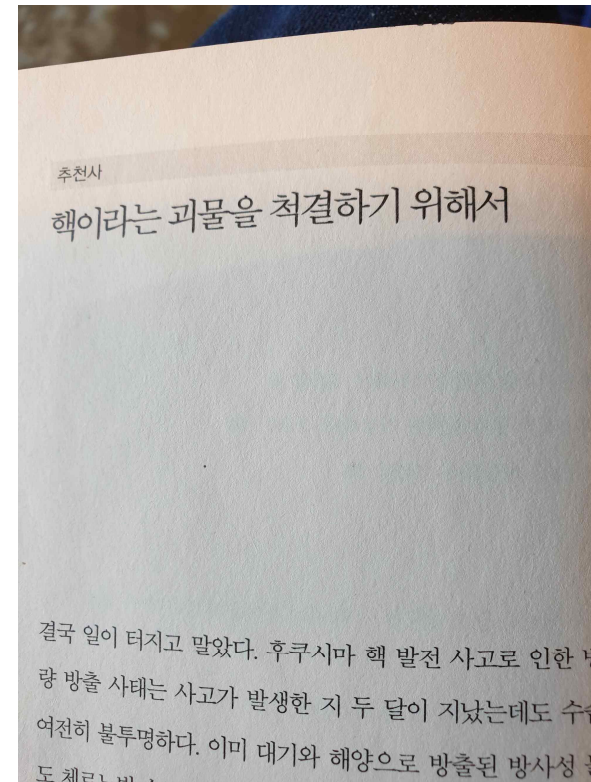 추천사
핵이라는 괴물을 척결하기 위해서
결국 일이 터지고 말았다. 후쿠시마 핵 발전 사고로 인한
량 방출 사태는 사고가 발생한 지 두 달이 지났는데도
여전히 불투명하다. 이미 대기와 해양으로 방출된 방사성